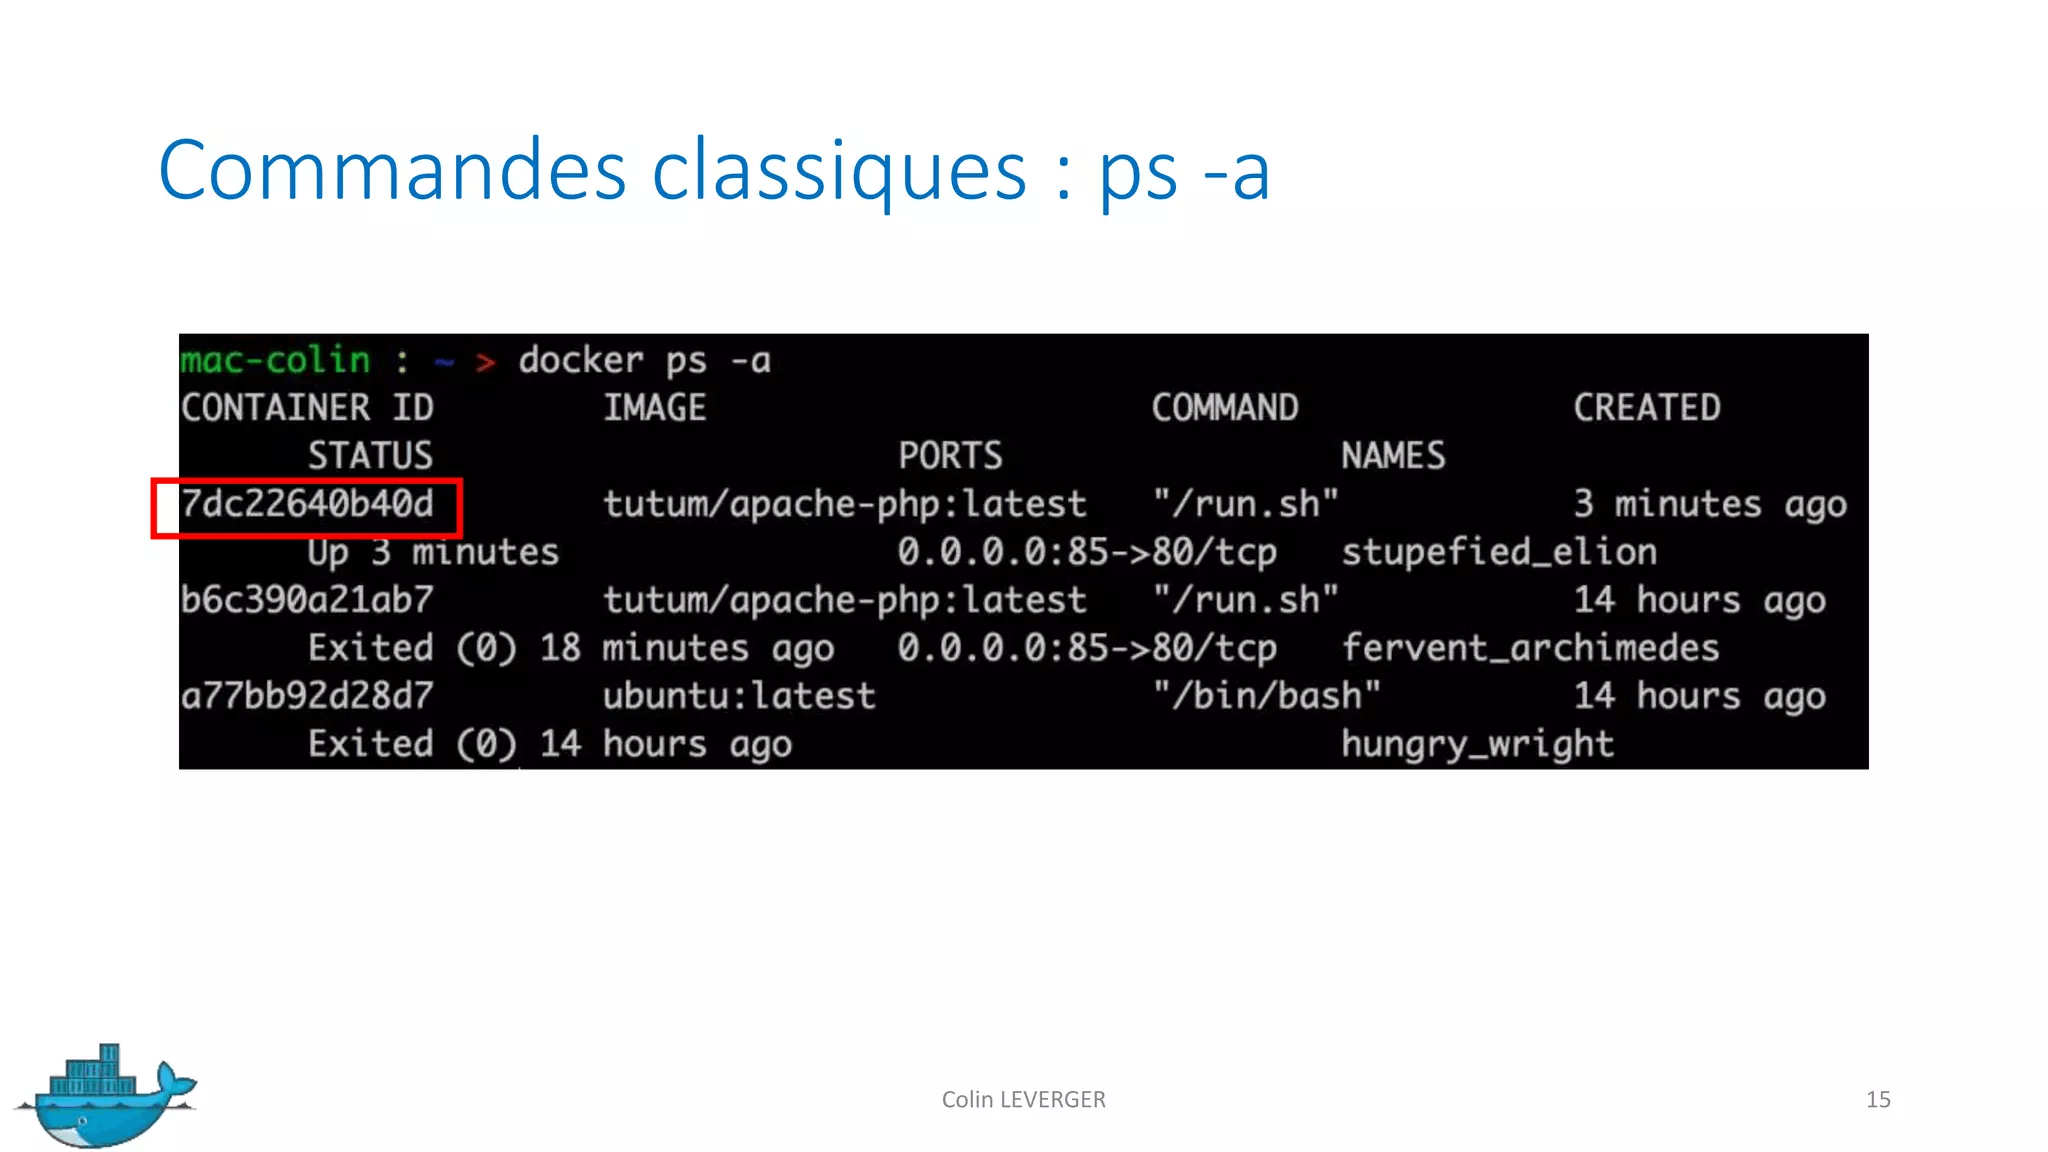 Commandes classiques : ps -a
mac-colin : ~ > docker ps -a
CONTAINER ID IMAGE COMMAND CREATED
STATUS PORTS NAMES
7dc22640b40d tutum/apache-php:latest "/run.sh" 3 minutes ago
Up 3 minutes 0.0.0.0:85->80/tcp stupefied_elion
b6c390a21ab7 tutum/apache-php:latest "/run.sh" 14 hours ago
Exited (0) 18 minutes ago 0.0.0.0:85->80/tcp fervent_archimedes
a77bb92d28d7 ubuntu:latest "/bin/bash" 14 hours ago
Exited (0) 14 hours ago hungry_wright
Colin LEVERGER 15